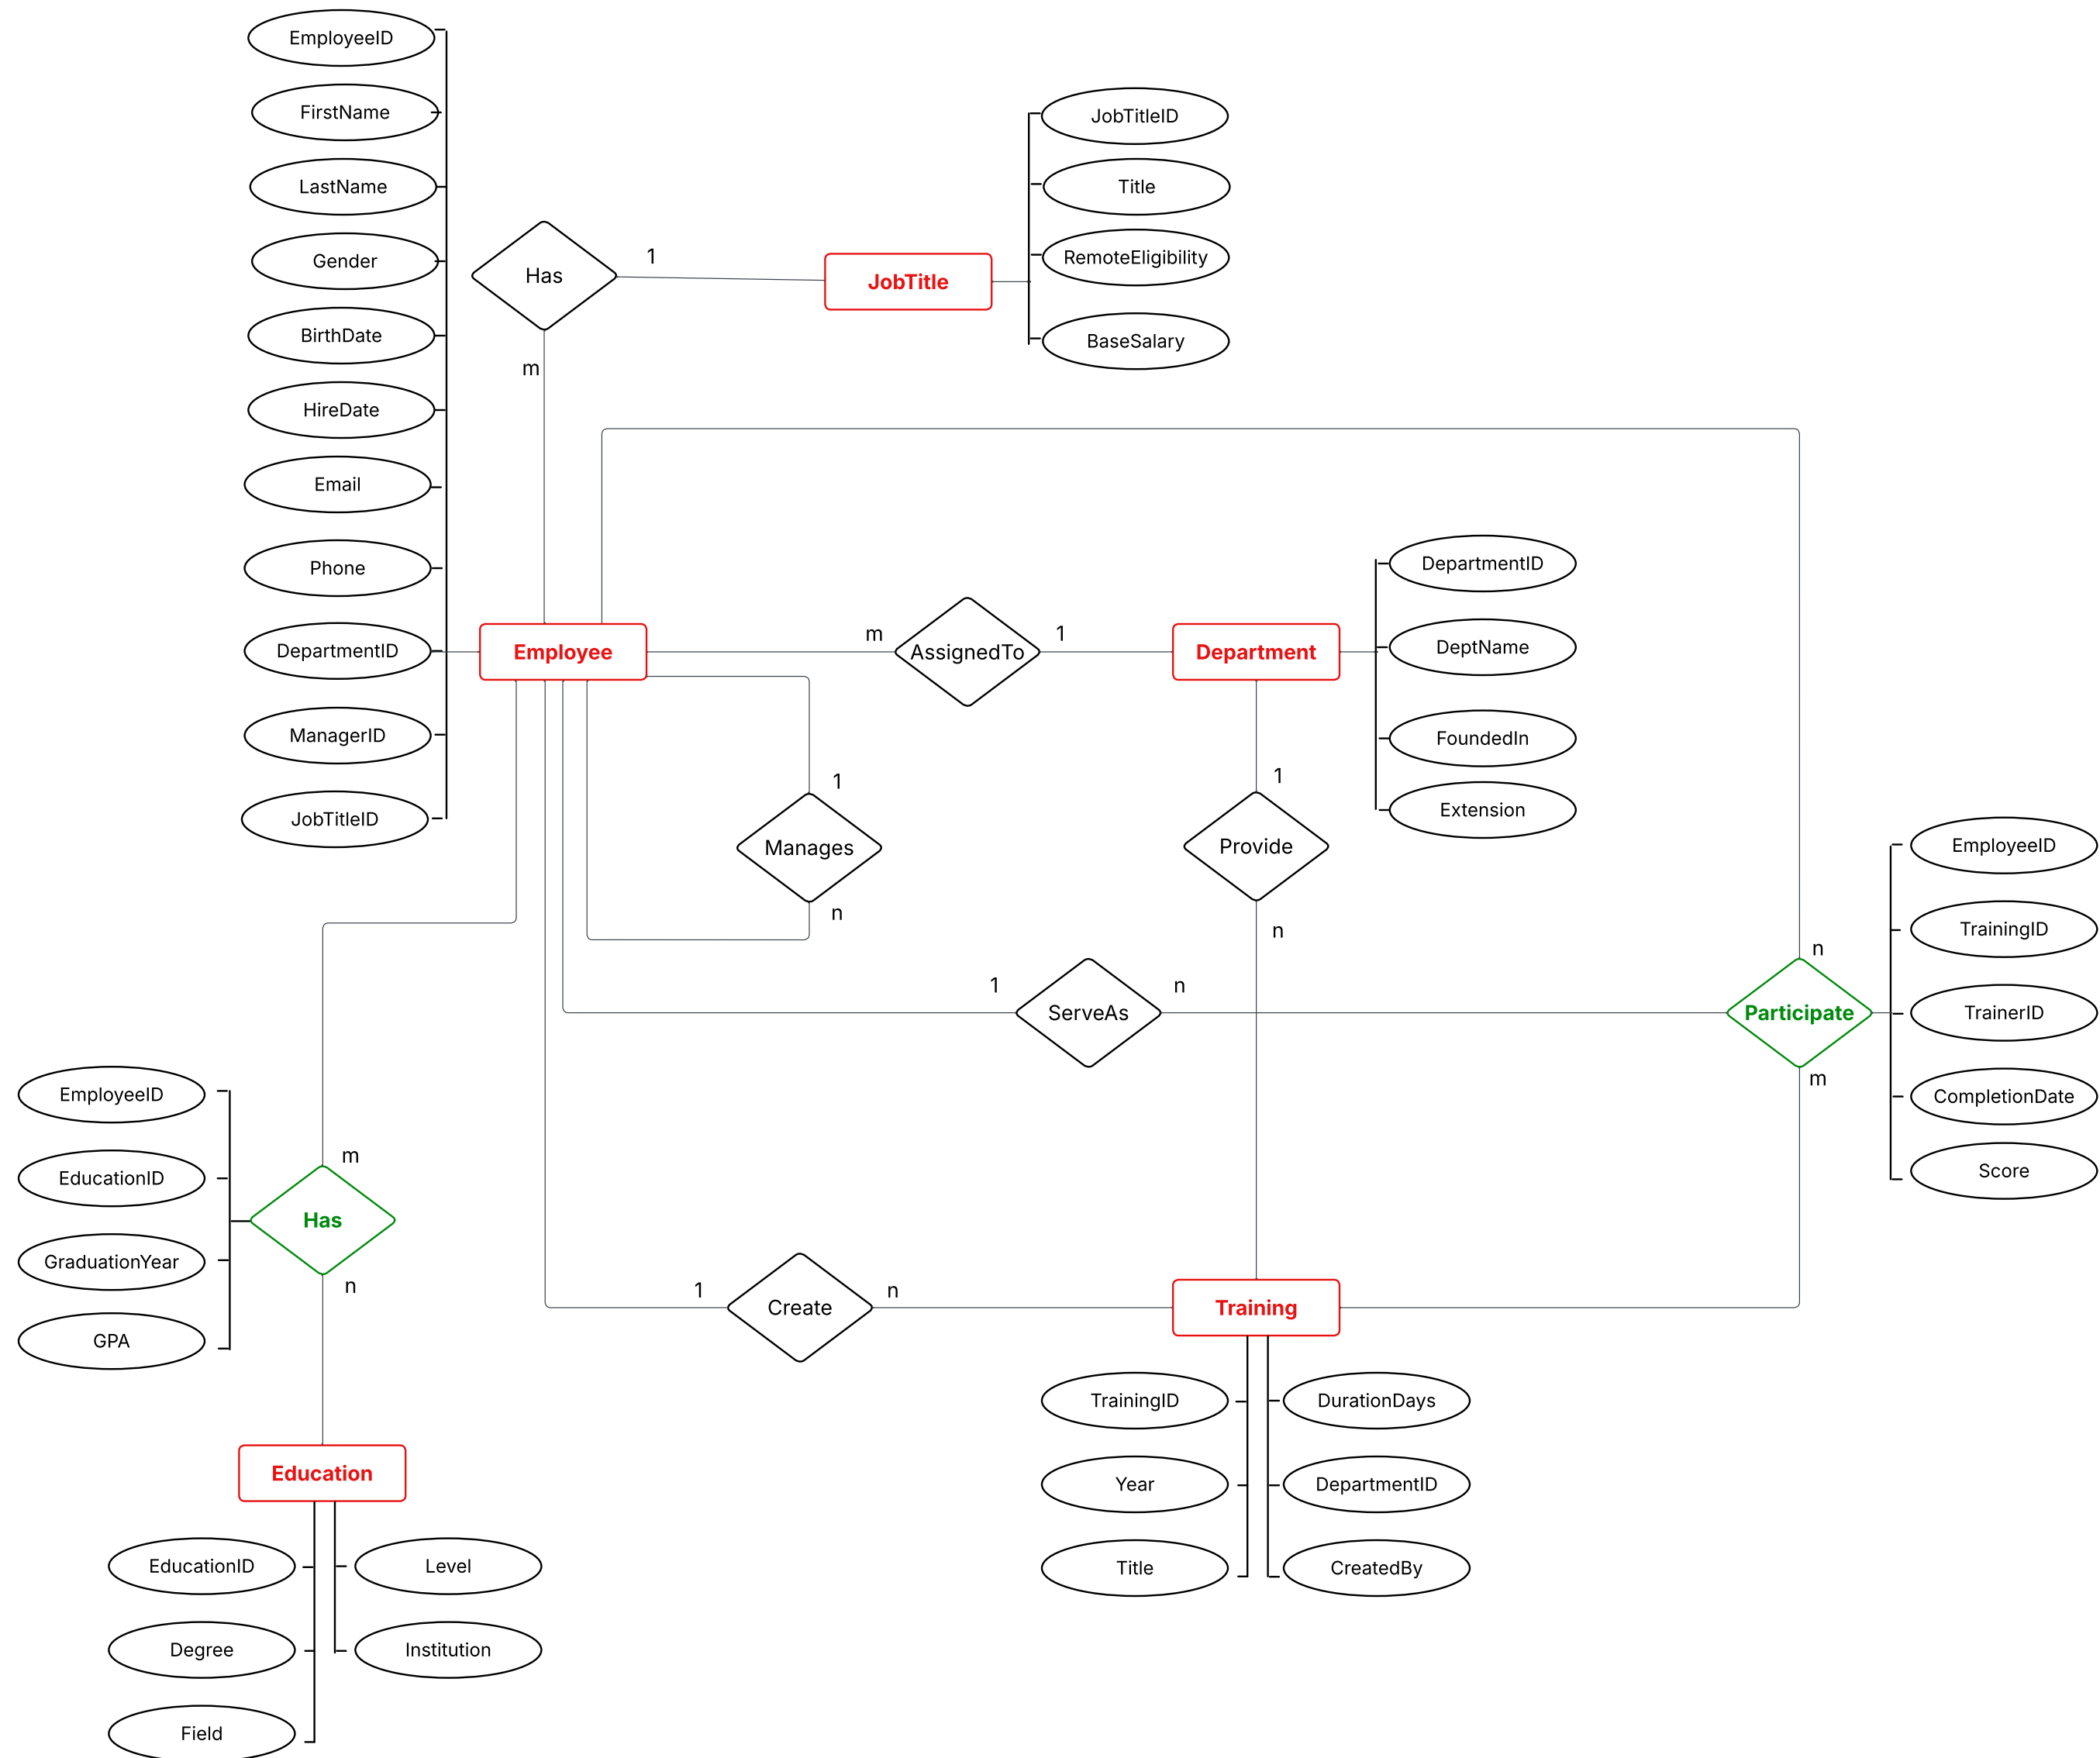 EmployeeID
FirstName
LastName
Gender
BirthDate
HireDate
Email
Phone
DepartmentID
ManagerID
JobTitleID
Has
1
m
JobTitle
JobTitleID
Title
RemoteEligibility
BaseSalary
Employee
m
AssignedTo
1
Department
DepartmentID
DeptName
FoundedIn
Extension
1
Manages
n
1
Provide
n
1
ServeAs
n
n
Participate
m
EmployeeID
TrainingID
TrainerID
CompletionDate
Score
EmployeeID
EducationID
GraduationYear
GPA
m
Has
n
1
Create
n
Training
TrainingID
Year
Title
DurationDays
DepartmentID
CreatedBy
Education
EducationID
Degree
Field
Level
Institution